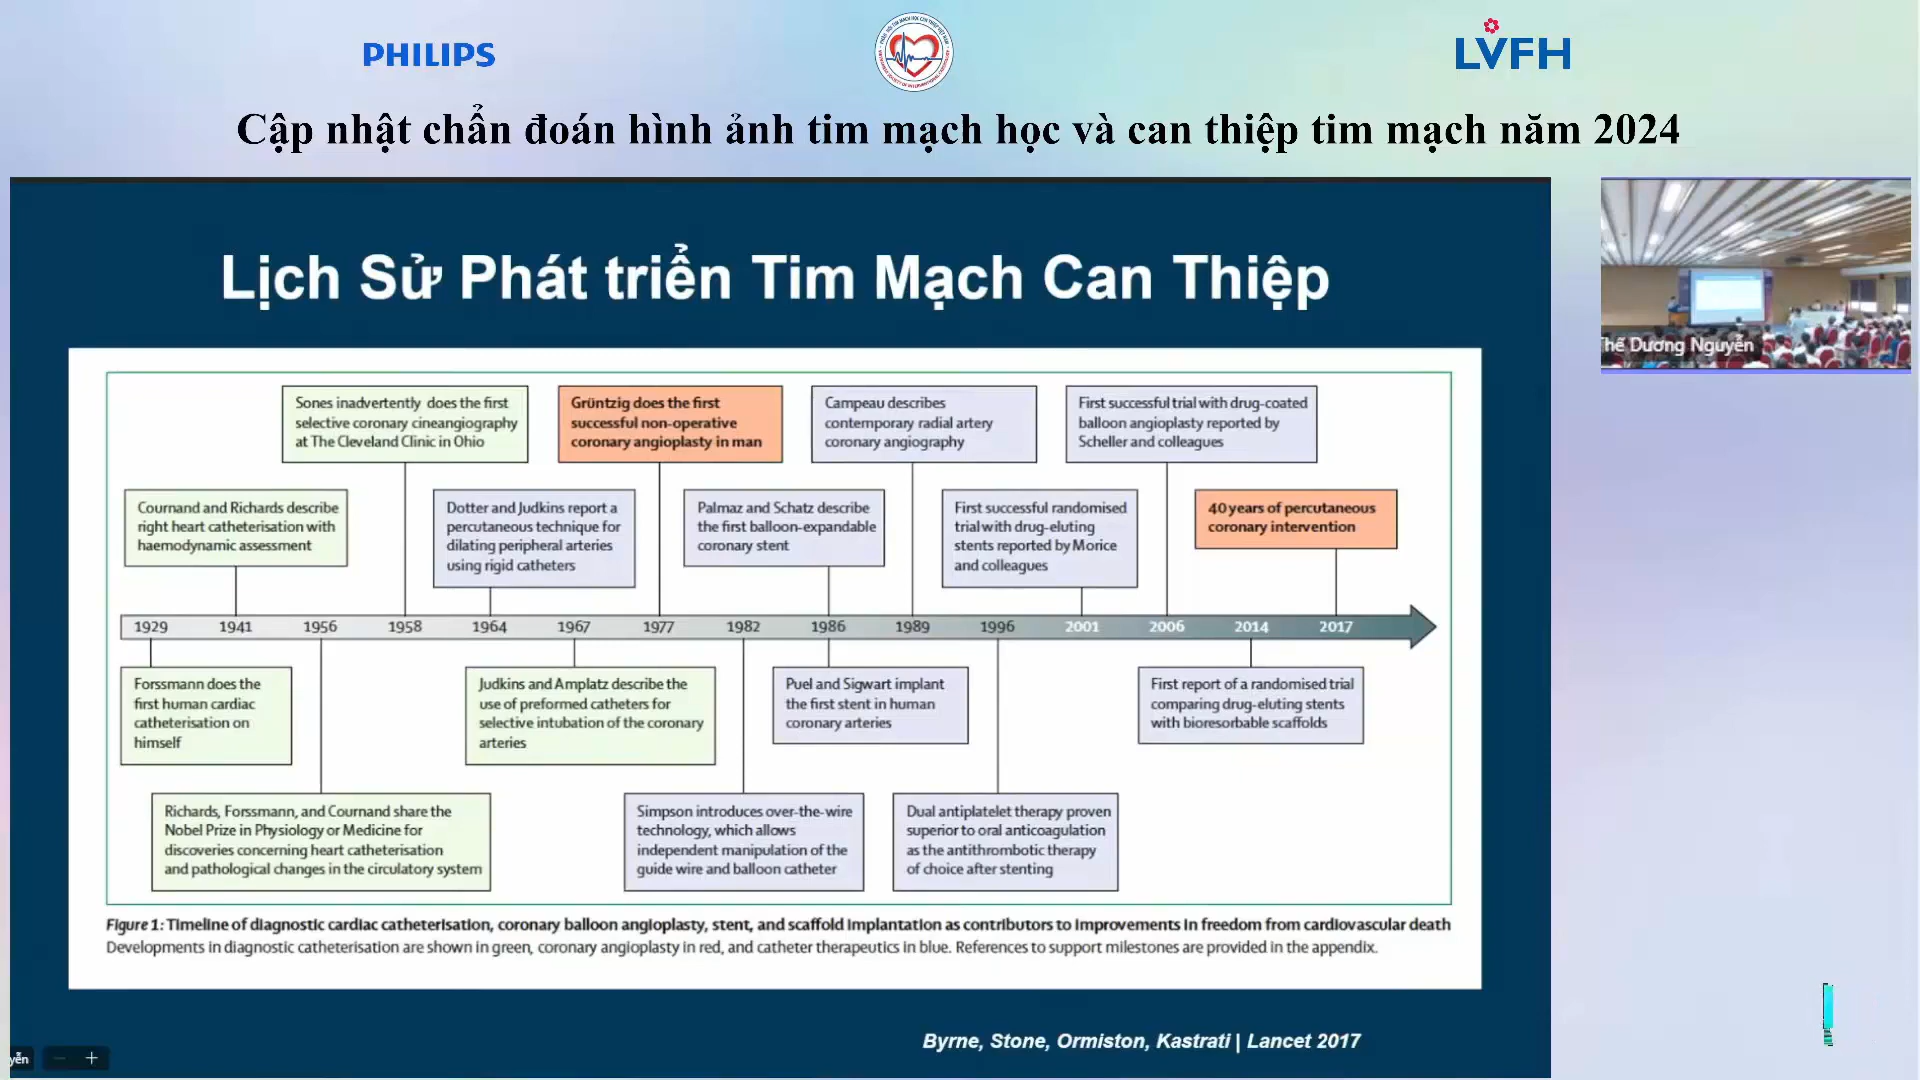 PHILIPS
LVFH
Cập nhật chẩn đoán hình ảnh tim mạch học và can thiệp tim mạch năm 2024
Lịch Sử Phát triển Tim Mạch Can Thiệp
Sones inadvertently does the first
selective coronary cineangiography
at The Cleveland Clinic in Ohio
Grüntzig does the first
successful non-operative
coronary angioplasty in man
Campeau describes
contemporary radial artery
coronary angiography
First successful trial with drug-coated
balloon angioplasty reported by
Scheller and colleagues
Cournand and Richards describe
right heart catheterisation with
haemodynamic assessment
Dotter and Judkins report a
percutaneous technique for
dilating peripheral arteries
using rigid catheters
Palmaz and Schatz describe
the first balloon-expandable
coronary stent
First successful randomised
trial with drug-eluting
stents reported by Morice
and colleagues
40 years of percutaneous
coronary intervention
1929 1941 1956 1958 1964 1967 1977 1982 1986 1989 1996 2001 2006 2014 2017
Forssmann does the
first human cardiac
catheterisation on
himself
Judkins and Amplatz describe the
use of preformed catheters for
selective intubation of the coronary
arteries
Puel and Sigwart implant
the first stent in human
coronary arteries
First report of a randomised trial
comparing drug-eluting stents
with bioresorbable scaffolds
Richards, Forssmann, and Cournand share the
Nobel Prize in Physiology or Medicine for
discoveries concerning heart catheterisation
and pathological changes in the circulatory system
Simpson introduces over-the-wire
technology, which allows
independent manipulation of the
guide wire and balloon catheter
Dual antiplatelet therapy proven
superior to oral anticoagulation
as the antithrombotic therapy
of choice after stenting
Figure 1: Timeline of diagnostic cardiac catheterisation, coronary balloon angioplasty, stent, and scaffold implantation as contributors to improvements in freedom from cardiovascular death
Developments in diagnostic catheterisation are shown in green, coronary angioplasty in red, and catheter therapeutics in blue. References to support milestones are provided in the appendix.
Byrne, Stone, Ormiston, Kastrati | Lancet 2017
Thế Dương Nguyễn
yễn